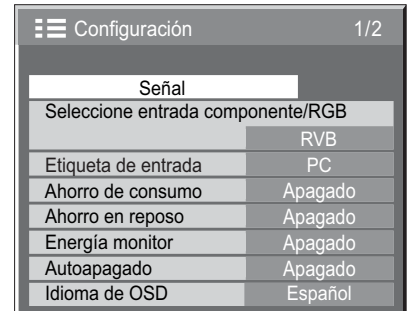 Configuración 1/2
Señal
Seleccione entrada componente/RGB
RVB
Etiqueta de entrada PC
Ahorro de consumo Apagado
Ahorro en reposo Apagado
Energía monitor Apagado
Autoapagado Apagado
Idioma de OSD Español